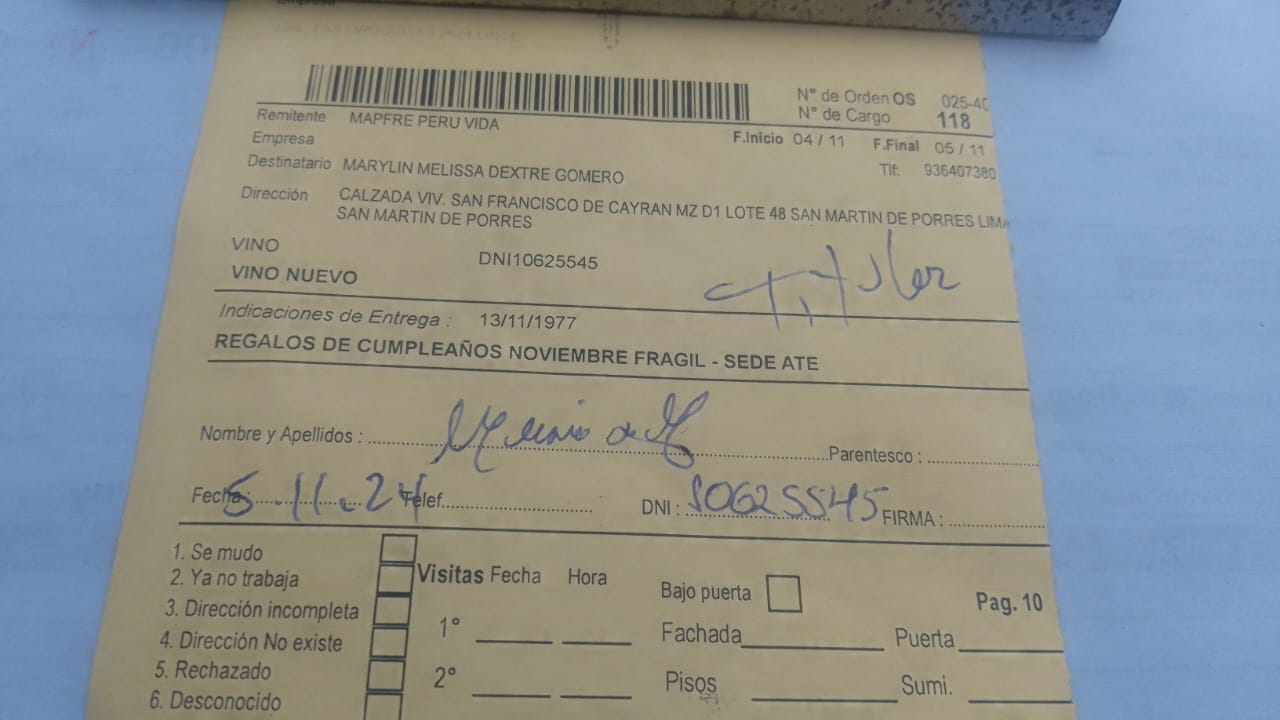 Empresa
N° de Orden OS 025-40
N° de Cargo 118
Remitente MAPFRE PERU VIDA
F.Inicio 04 / 11 F.Final 05 / 11
Empresa
Destinatario MARYLIN MELISSA DEXTRE GOMERO
Tlf: 936407380
Dirección CALZADA VIV. SAN FRANCISCO DE CAYRAN MZ D1 LOTE 48 SAN MARTIN DE PORRES LIMA
SAN MARTIN DE PORRES
VINO DNI10625545
VINO NUEVO
Titular
Indicaciones de Entrega : 13/11/1977
REGALOS DE CUMPLEAÑOS NOVIEMBRE FRAGIL - SEDE ATE
Nombre y Apellidos : Parentesco :
Fecha 5.11.24 Telef. DNI : 10625545 FIRMA :
1. Se mudo
2. Ya no trabaja
3. Dirección incompleta
4. Dirección No existe
5. Rechazado
6. Desconocido
Visitas Fecha Hora
1°
2°
Bajo puerta
Pag. 10
Fachada Puerta
Pisos Sumi.